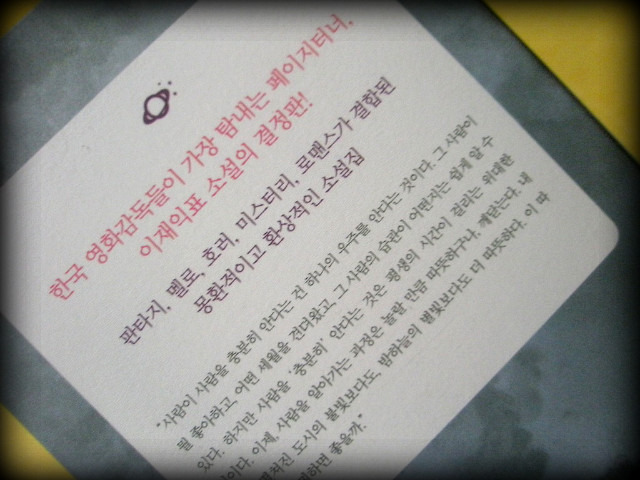 한국 영화감독들이 가장 탐내는 페이지터너,
이재익표 소설의 결정판!
판타지, 멜로, 호러, 미스터리, 로맨스가 결합된
몽환적이고 환상적인 소설집
"사람이 사람을 충분히 안다는 건 하나의 우주를 안다는 것이다. 그 사람이
뭘 좋아하고, 어떤 세월을 견뎌왔고, 그 사람의 습관이 어떤지는 쉽게 알 수
있다. 하지만 사람을 '충분히' 안다는 것은 평생의 시간이 걸리는 위대한
이다. 이제, 사람을 알아가는 과정은 놀랄 만큼 따뜻하구나, 깨닫는다. 내
쳐진 도시의 불빛보다도, 밤하늘의 별빛보다도 더 따뜻하다. 이 따
하면 좋을까."